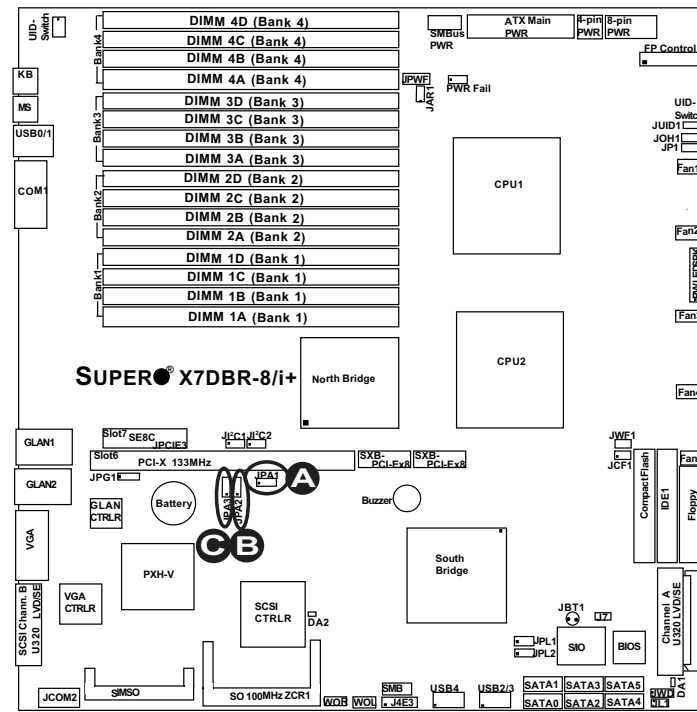 UID-
Switch
KB
MS
USB0/1
COM1
Bank4
Bank3
Bank2
Bank1
DIMM 4D (Bank 4)
DIMM 4C (Bank 4)
DIMM 4B (Bank 4)
DIMM 4A (Bank 4)
DIMM 3D (Bank 3)
DIMM 3C (Bank 3)
DIMM 3B (Bank 3)
DIMM 3A (Bank 3)
DIMM 2D (Bank 2)
DIMM 2C (Bank 2)
DIMM 2B (Bank 2)
DIMM 2A (Bank 2)
DIMM 1D (Bank 1)
DIMM 1C (Bank 1)
DIMM 1B (Bank 1)
DIMM 1A (Bank 1)
SMBus
PWR
ATX Main
PWR
4-pin
PWR
8-pin
PWR
FP Control
JPWF
JAR1
PWR Fail
UID-
Switch
JUID1
JOH1
JP1
Fan1
Fan2
Fan3
Fan4
CPU1
CPU2
SUPER® X7DBR-8/i+
North Bridge
GLAN1
GLAN2
Slot7
SE8C
JPCIE3
JI²C1
JI²C2
Slot6
PCI-X 133MHz
SXB-
PCI-Ex8
SXB-
PCI-Ex8
JWF1
JCF1
JPG1
JPA1
JPA3
JPA2
A
B
C
Battery
Buzzer
GLAN
CTRLR
CompactFlash
IDE1
Fan
Floppy
VGA
PXH-V
South
Bridge
VGA
CTRLR
SCSI
CTRLR
DA2
SCSI Chann. B
U320 LVD/SE
Channel A
U320 LVD/SE
JBT1
J7
JPL1
JPL2
SIO
BIOS
JCOM2
SIMSO
SO 100MHz ZCR1
WOR
WOL
SMB
J4E3
USB4
USB2/3
SATA1
SATA3
SATA5
SATA0
SATA2
SATA4
DA1
JWD